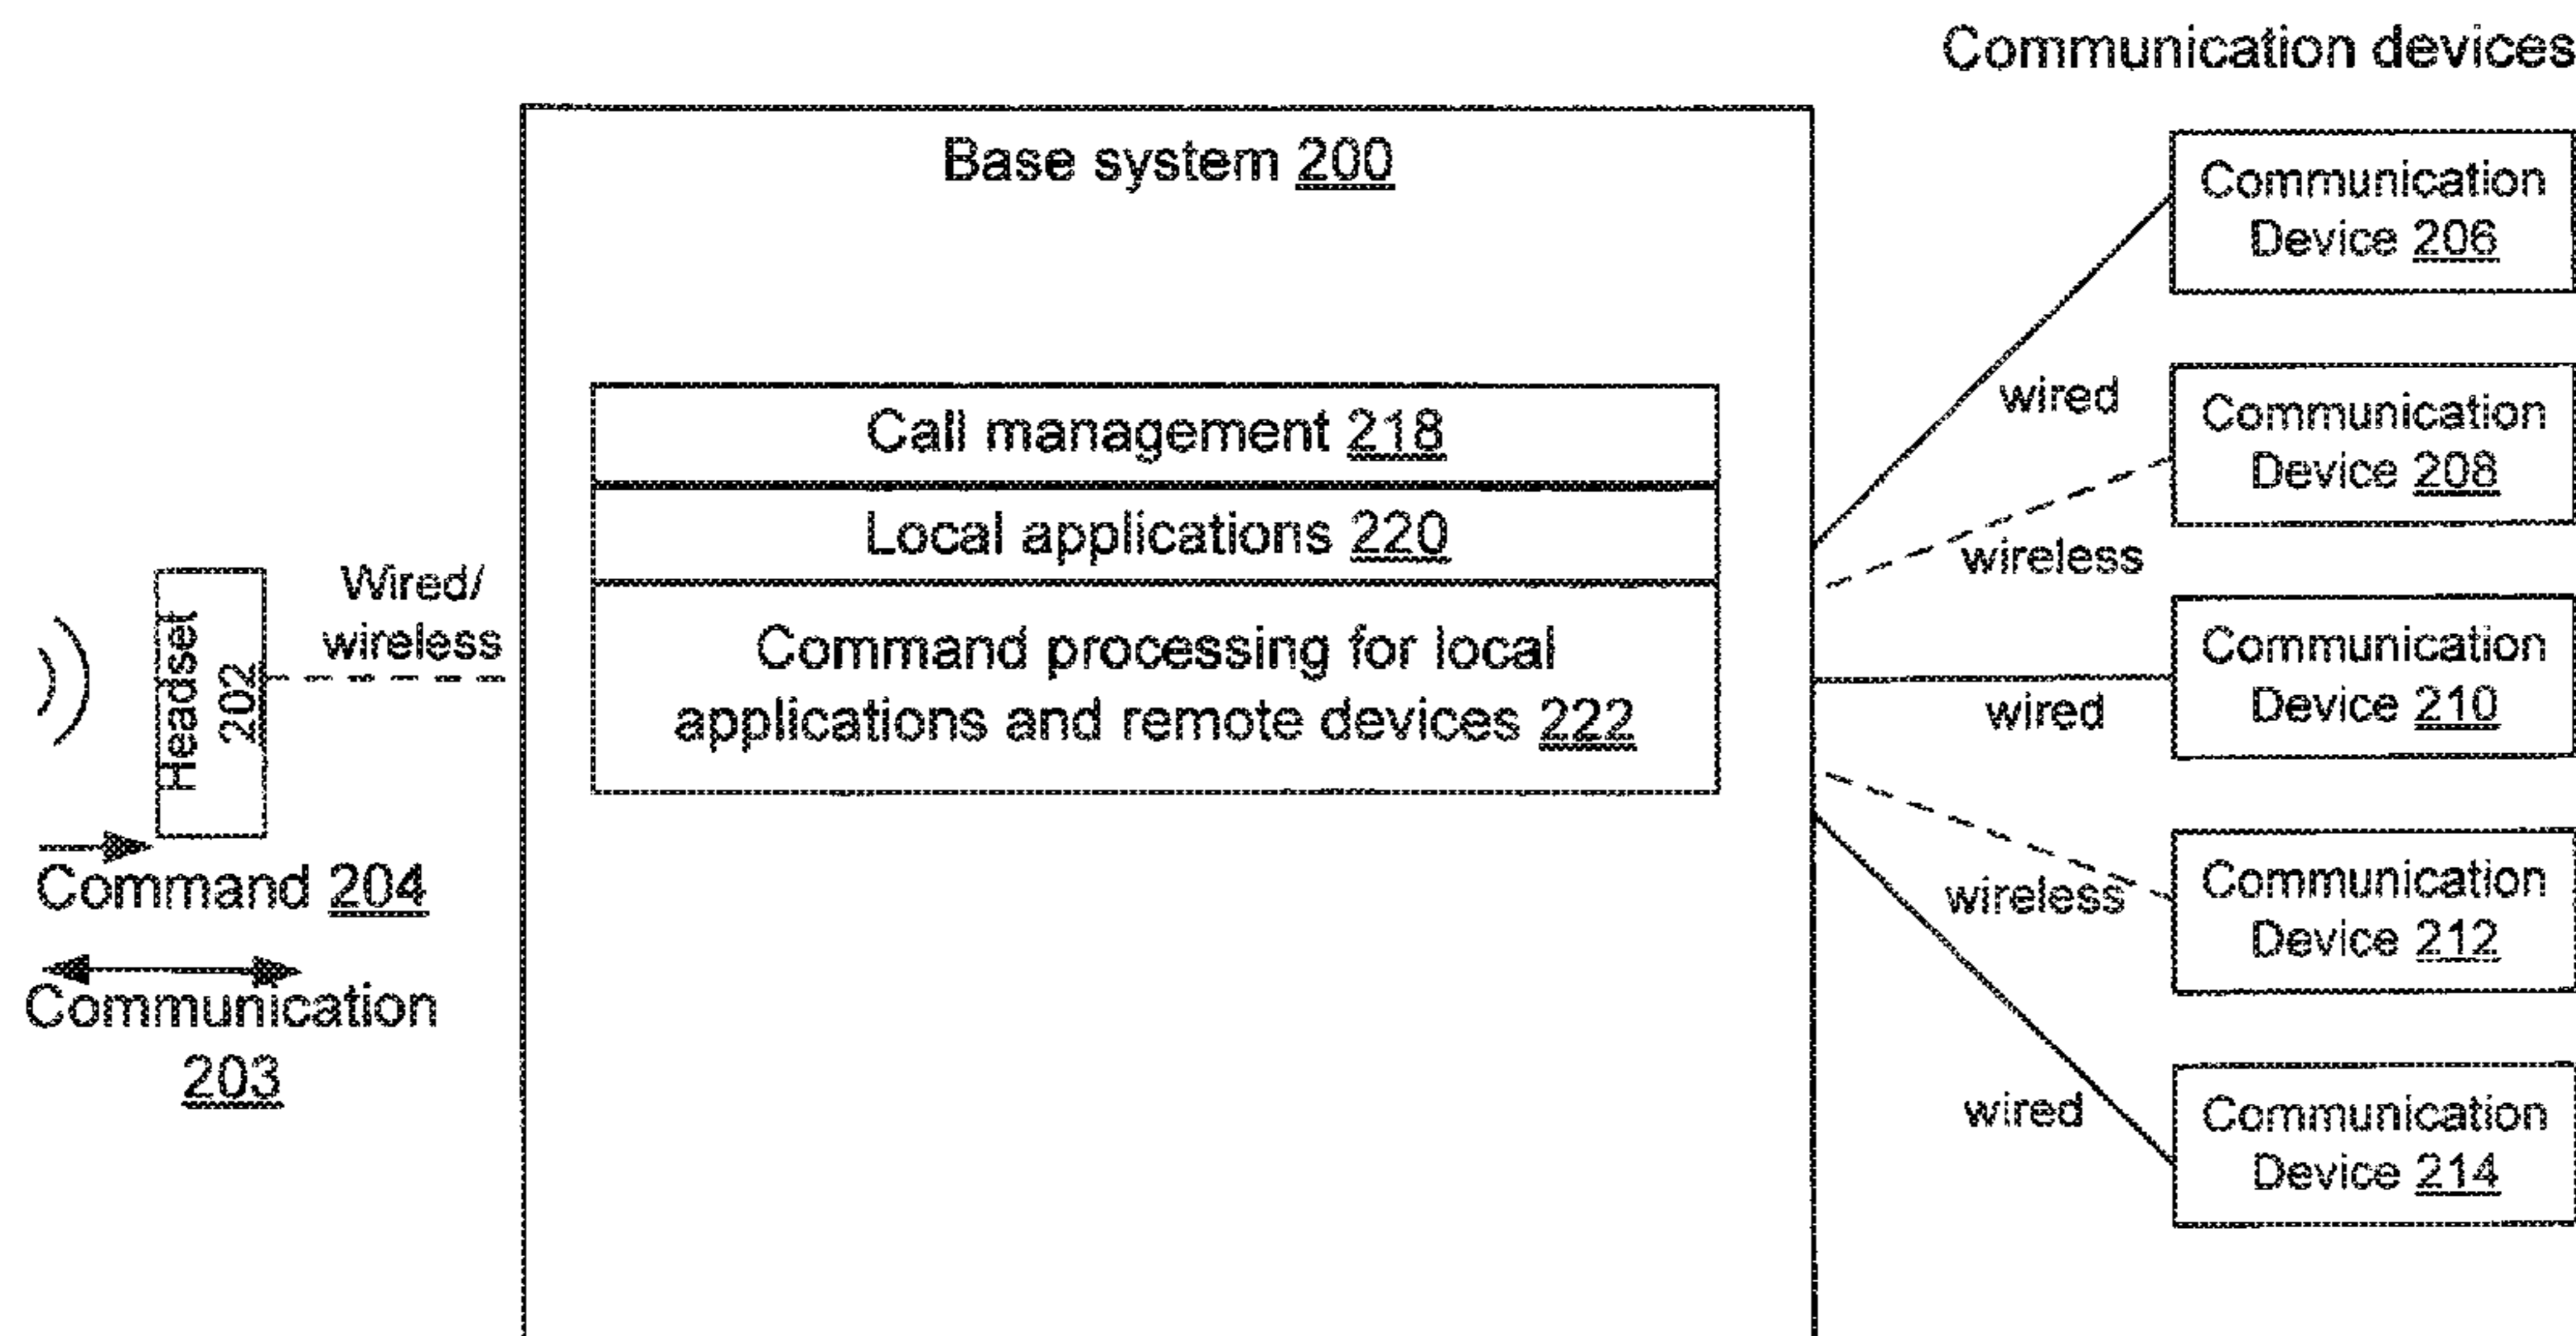 Communication devices
Base system 200
Call management 218
Local applications 220
Command processing for local
applications and remote devices 222
Headset
202
Wired/
wireless
Command 204
Communication
203
wired
wireless
wired
wireless
wired
Communication
Device 206
Communication
Device 208
Communication
Device 210
Communication
Device 212
Communication
Device 214